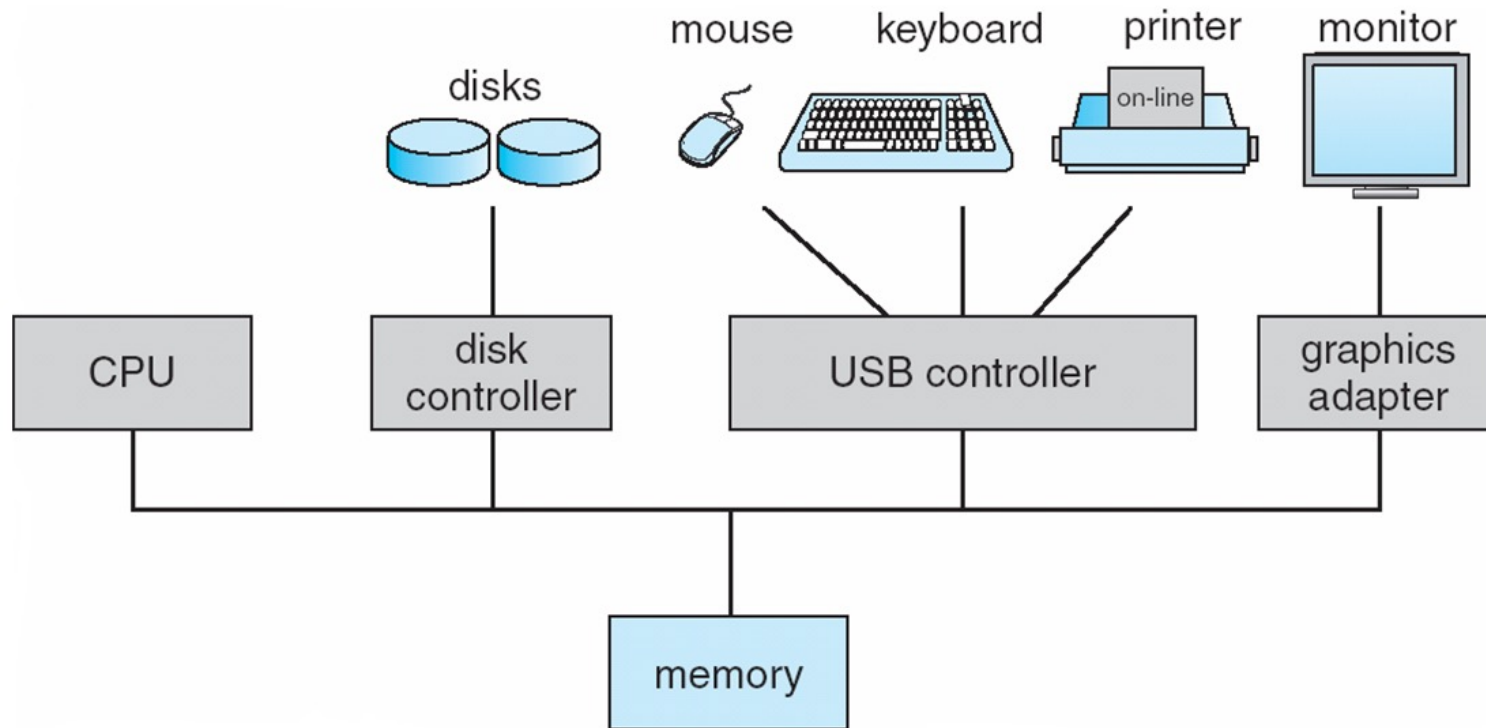 mouse
keyboard
printer
monitor
disks
on-line
CPU
disk
controller
USB controller
graphics
adapter
memory